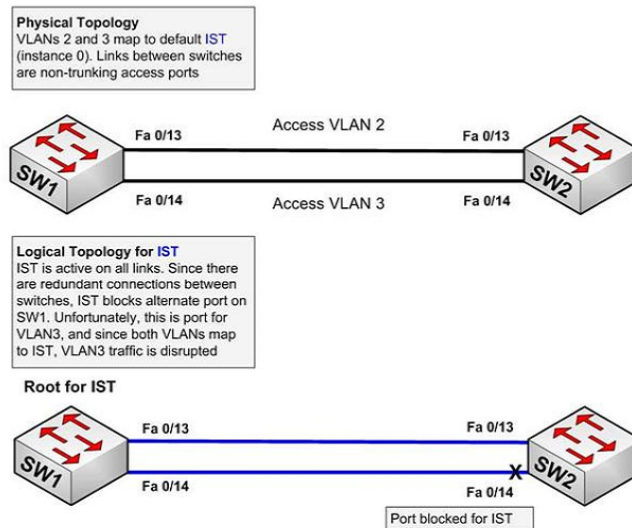 Physical Topology
VLANs 2 and 3 map to default IST
(instance 0). Links between switches
are non-trunking access ports
Fa 0/13
Access VLAN 2
Fa 0/13
SW1
SW2
Fa 0/14
Access VLAN 3
Fa 0/14
Logical Topology for IST
IST is active on all links. Since there
are redundant connections between
switches, IST blocks alternate port on
SW1. Unfortunately, this is port for
VLAN3, and since both VLANs map
to IST, VLAN3 traffic is disrupted
Root for IST
Fa 0/13
Fa 0/13
SW1
X
SW2
Fa 0/14
Fa 0/14
Port blocked for IST